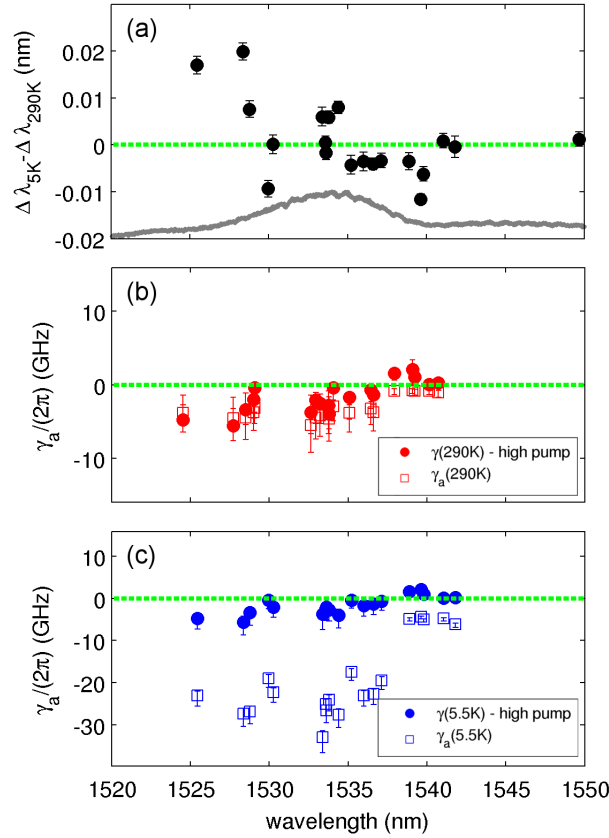 (a)
Δ λ5K-Δ λ290K (nm)
0.02
0.01
0
-0.01
-0.02
(b)
γa/(2π) (GHz)
10
0
-10
γ(290K) - high pump
γa(290K)
(c)
γa/(2π) (GHz)
10
0
-10
-20
-30
γ(5.5K) - high pump
γa(5.5K)
1520 1525 1530 1535 1540 1545 1550
wavelength (nm)